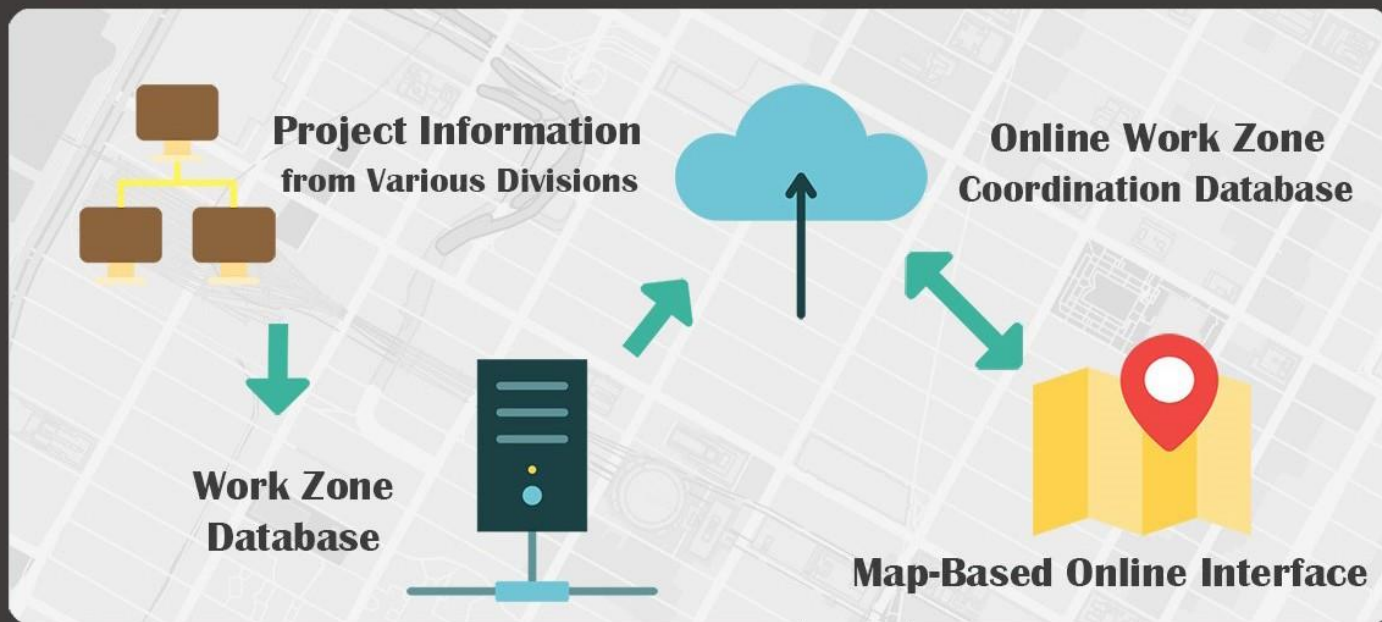 Project Information
from Various Divisions
Online Work Zone
Coordination Database
Work Zone
Database
Map-Based Online Interface